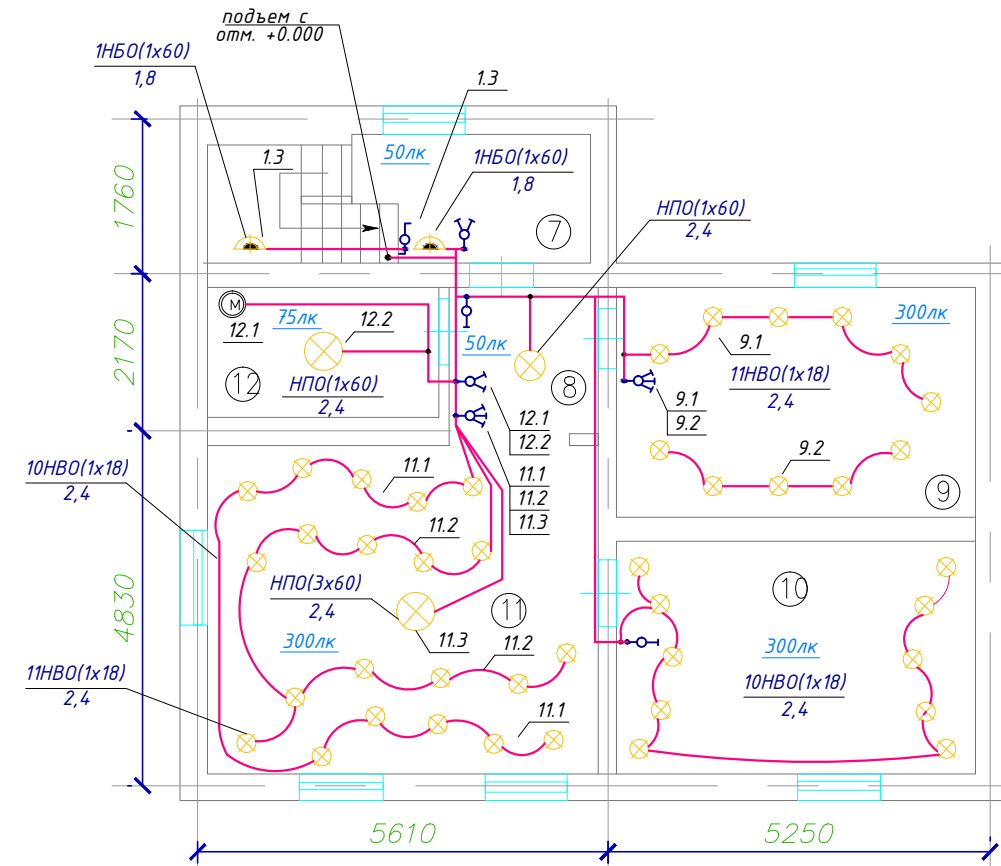 подъем с
отм. +0.000
1НБО(1х60)
1,8
1.3
1.3
50лк
1НБО(1х60)
1,8
НПО(1х60)
2,4
7
1760
М
12.1
75лк
12.2
50лк
300лк
9.1
11НВО(1х18)
2,4
2170
12
НПО(1х60)
2,4
8
12.1
12.2
9.1
9.2
11.1
11.2
11.3
9.2
9
10НВО(1х18)
2,4
11.1
11.2
НПО(3х60)
2,4
11
10
4830
300лк
11.3
11.2
300лк
11НВО(1х18)
2,4
10НВО(1х18)
2,4
11.1
5610
5250